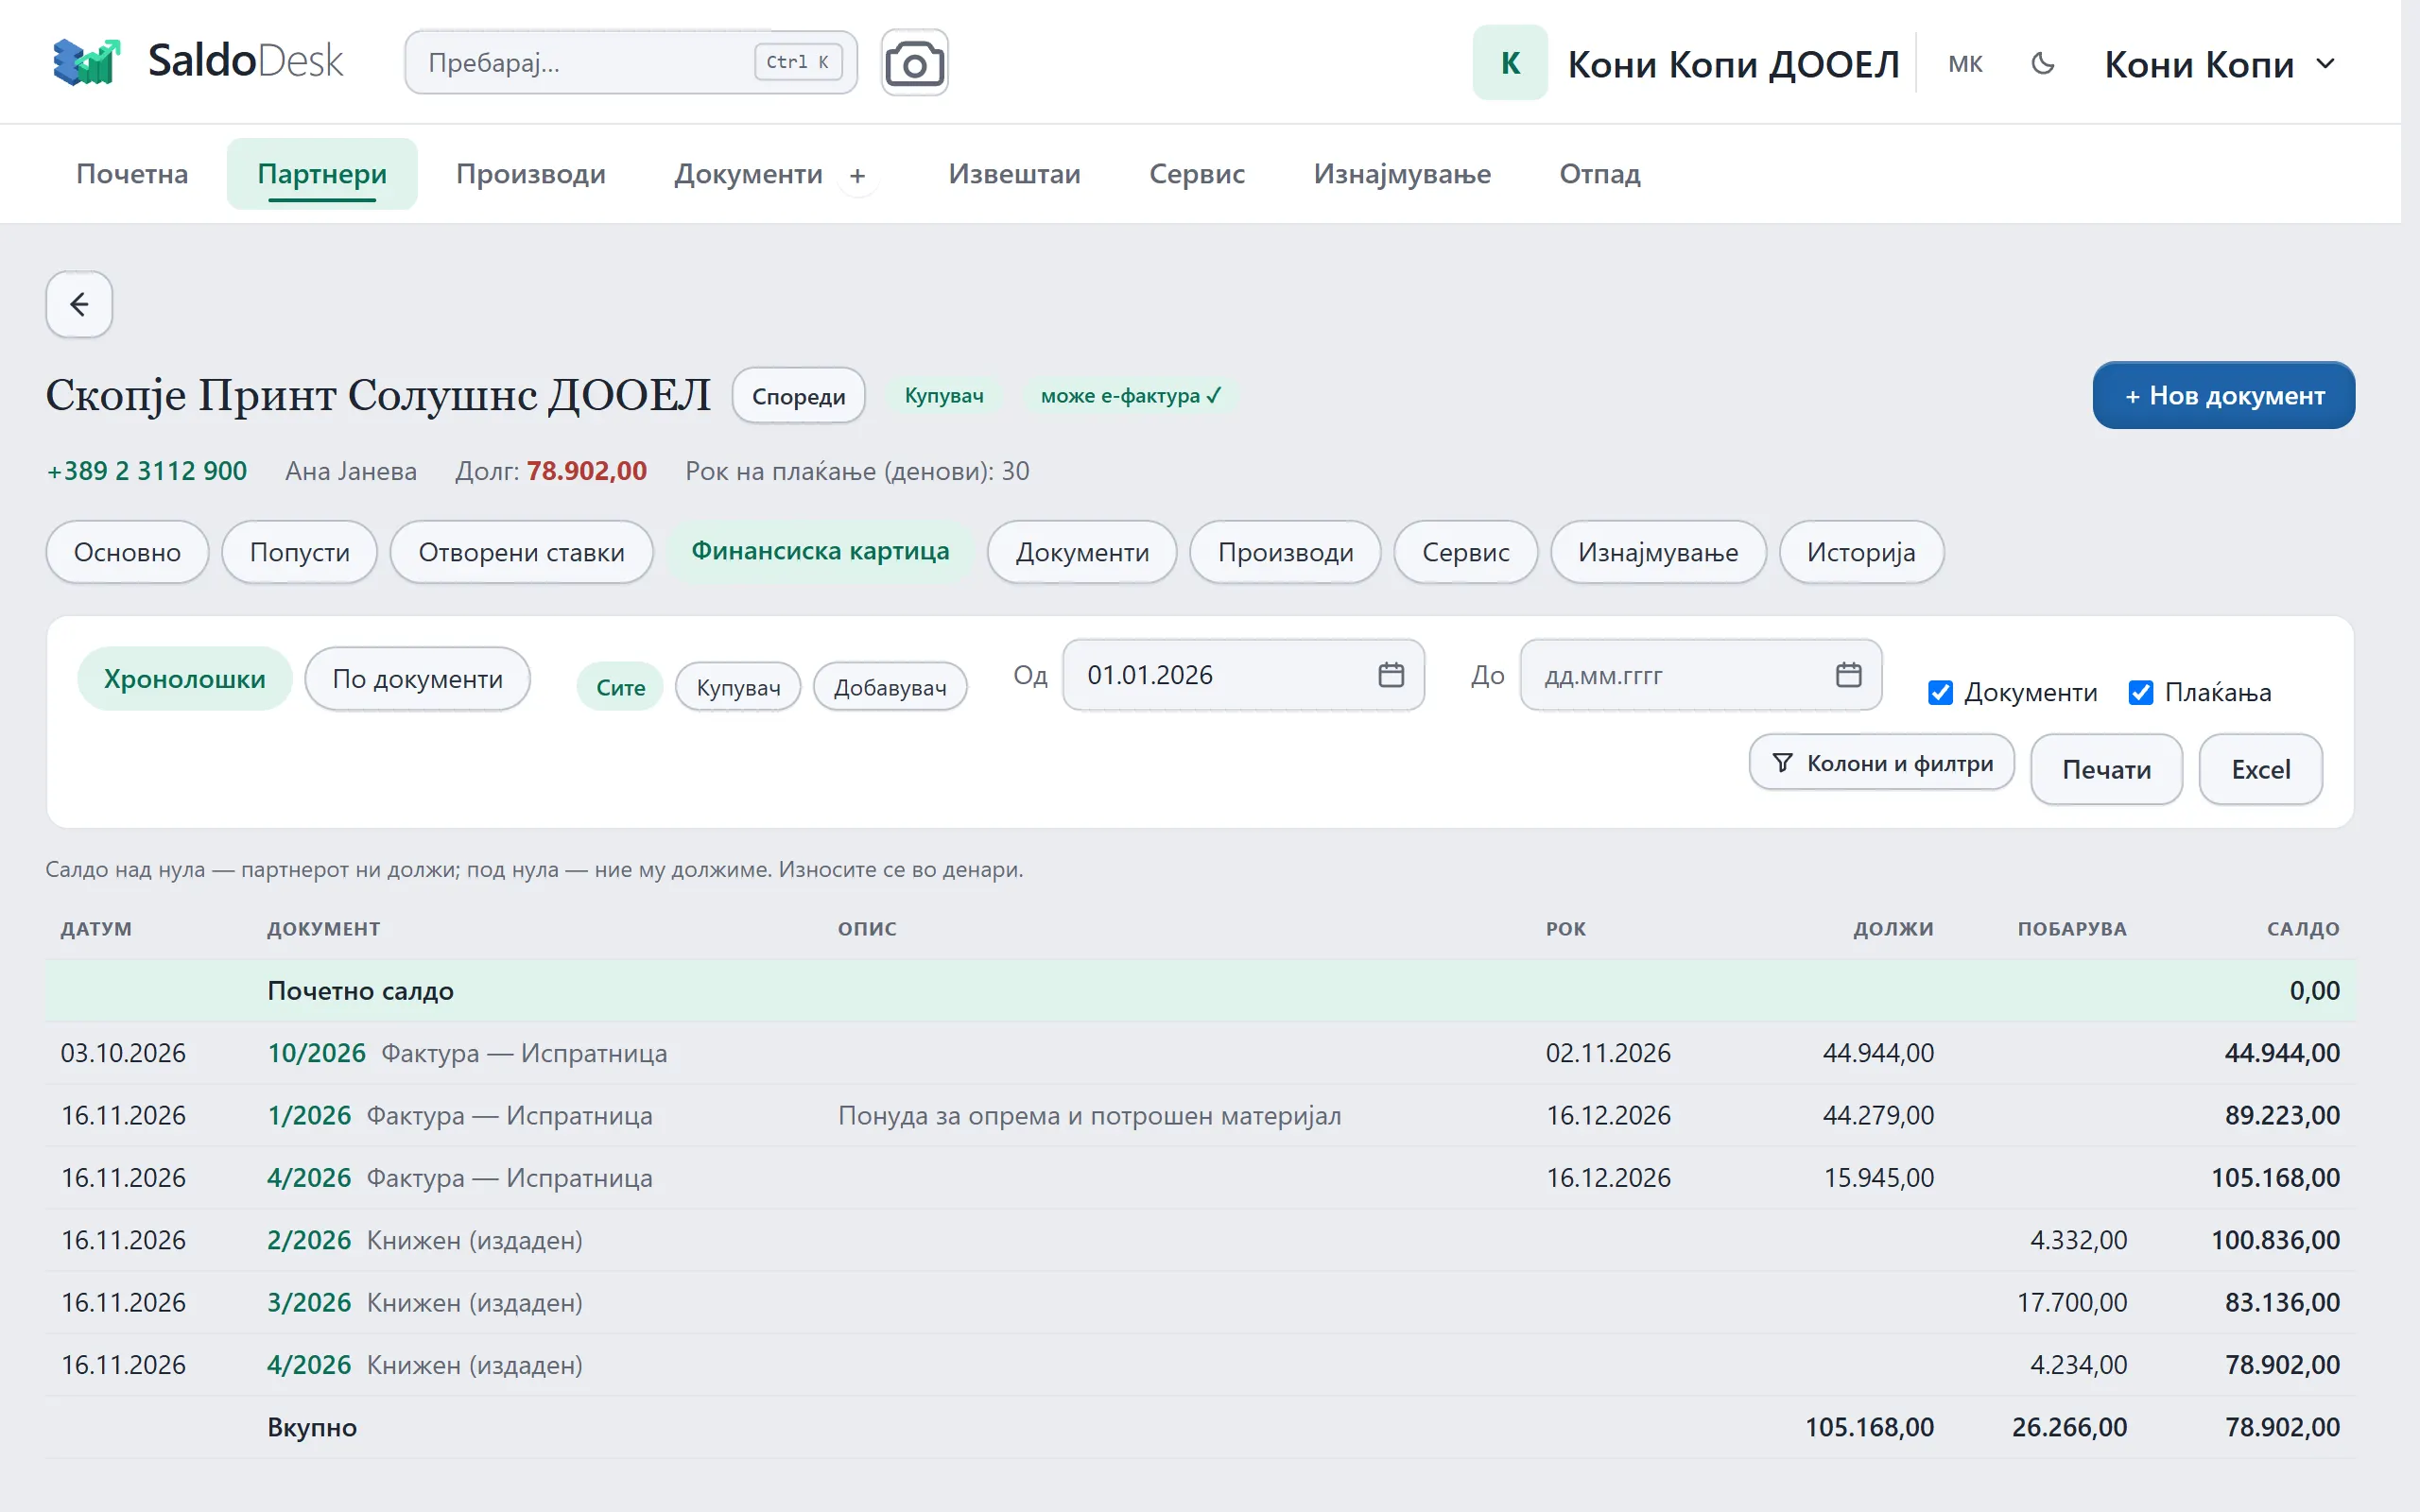 SaldoDesk
Пребарај... Ctrl K
К Кони Копи ДООЕЛ МК Кони Копи
Почетна Партнери Производи Документи + Извештаи Сервис Изнајмување Отпад
Скопје Принт Солушнс ДООЕЛ Спореди Купувач може е-фактура ✓ + Нов документ
+389 2 3112 900 Ана Јанева Долг: 78.902,00 Рок на плаќање (денови): 30
Основно Попусти Отворени ставки Финансиска картица Документи Производи Сервис Изнајмување Историја
Хронолошки По документи Сите Купувач Добавувач Од 01.01.2026 До дд.мм.гггг Документи Плаќања
Колони и филтри Печати Excel
Салдо над нула — партнерот ни должи; под нула — ние му должиме. Износите се во денари.
ДАТУМ ДОКУМЕНТ ОПИС РОК ДОЛЖИ ПОБАРУВА САЛДО
Почетно салдо 0,00
03.10.2026 10/2026 Фактура — Испратница 02.11.2026 44.944,00 44.944,00
16.11.2026 1/2026 Фактура — Испратница Понуда за опрема и потрошен материјал 16.12.2026 44.279,00 89.223,00
16.11.2026 4/2026 Фактура — Испратница 16.12.2026 15.945,00 105.168,00
16.11.2026 2/2026 Книжен (издаден) 4.332,00 100.836,00
16.11.2026 3/2026 Книжен (издаден) 17.700,00 83.136,00
16.11.2026 4/2026 Книжен (издаден) 4.234,00 78.902,00
Вкупно 105.168,00 26.266,00 78.902,00